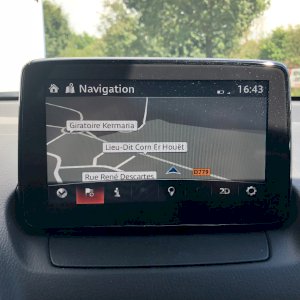 Navigation 16:43
Giratoire Kermaria
Lieu-Dit Corn Er Houët
D779
Rue René Descartes
2D